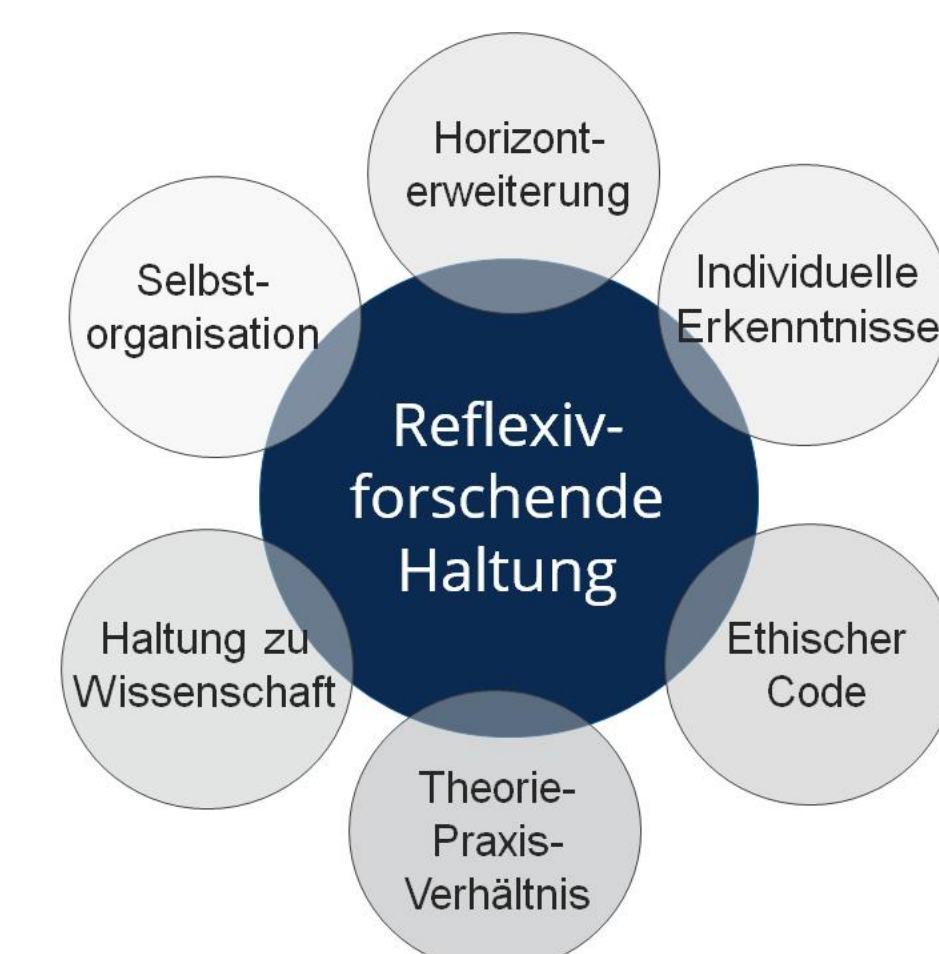 Horizont-
erweiterung
Individuelle
Erkenntnisse
Selbst-
organisation
Reflexiv-
forschende
Haltung
Haltung zu
Wissenschaft
Ethischer
Code
Theorie-
Praxis-
Verhältnis